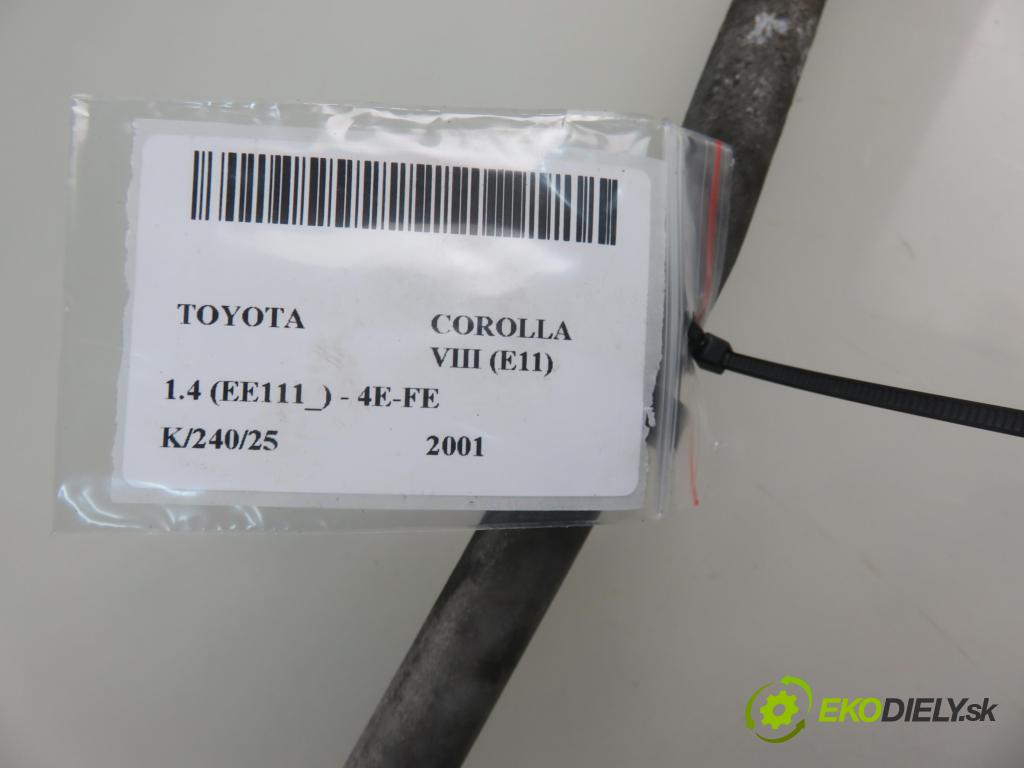 TOYOTA COROLLA
VIII (E11)
1.4 (EE111_) - 4E-FE
K/240/25 2001
EKODIELY.sk